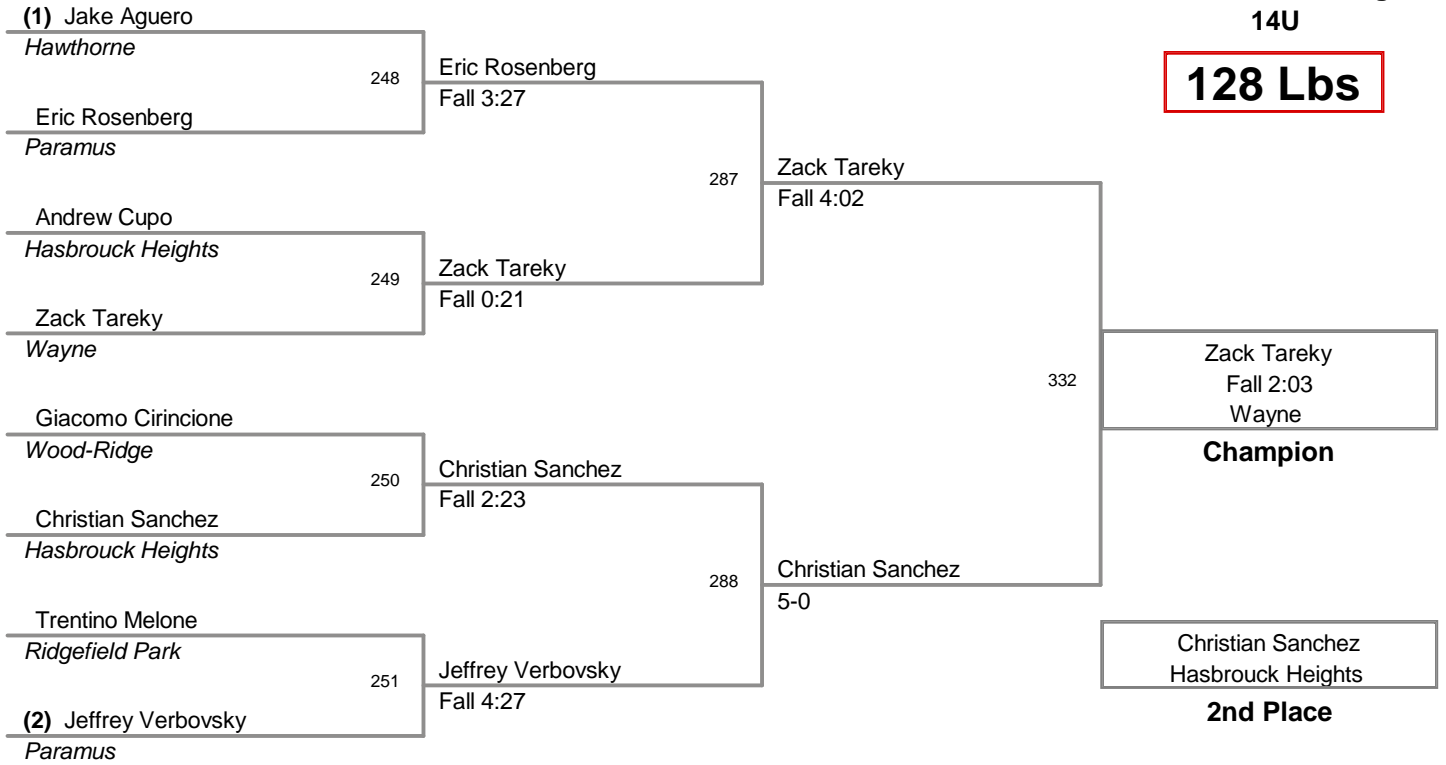 (1) Jake Aguero
Hawthorne
248
Eric Rosenberg
Fall 3:27
Eric Rosenberg
Paramus
287
Zack Tareky
Fall 4:02
Andrew Cupo
Hasbrouck Heights
249
Zack Tareky
Fall 0:21
Zack Tareky
Wayne
332
Giacomo Cirincione
Wood-Ridge
250
Christian Sanchez
Fall 2:23
Christian Sanchez
Hasbrouck Heights
288
Christian Sanchez
5-0
Trentino Melone
Ridgefield Park
251
Jeffrey Verbovsky
Fall 4:27
(2) Jeffrey Verbovsky
Paramus
14U
128 Lbs
Zack Tareky
Fall 2:03
Wayne
Champion
Christian Sanchez
Hasbrouck Heights
2nd Place